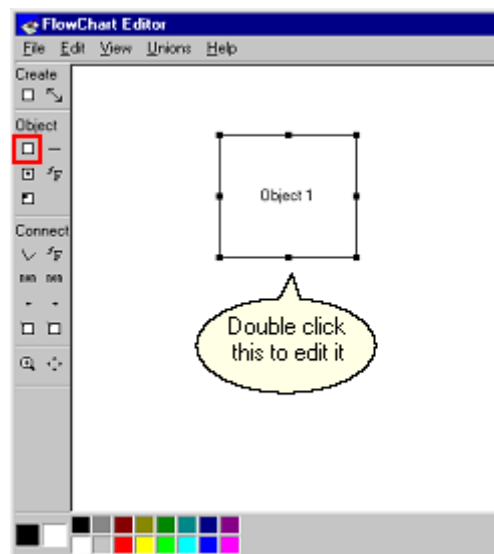 FlowChart Editor
File Edit View Unions Help
Create
Object
Object 1
Connect
Double click
this to edit it